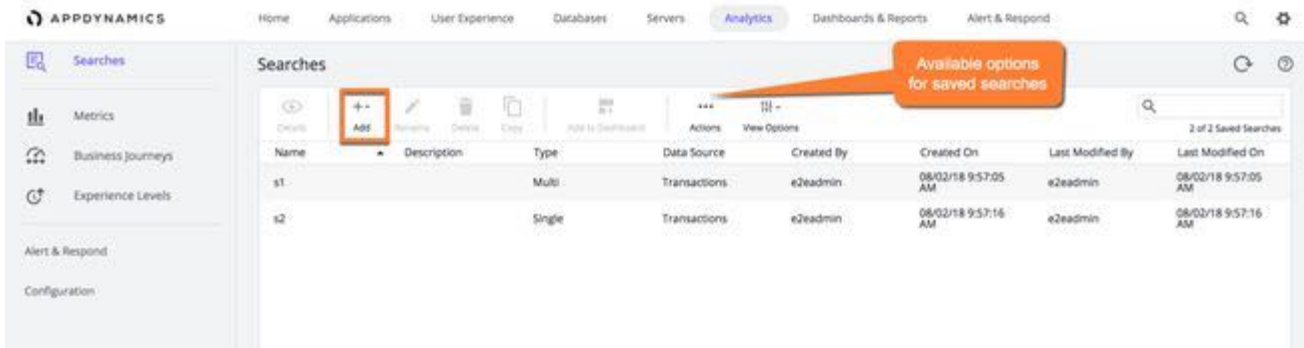 APPDYNAMICS
Home Applications User Experience Databases Servers Analytics Dashboards & Reports Alert & Respond
Searches
Metrics
Business Journeys
Experience Levels
Alert & Respond
Configuration
Searches
Available options
for saved searches
Details Add Rename Delete Copy Add to Dashboard Actions View Options
2 of 2 Saved Searches
Name Description Type Data Source Created By Created On Last Modified By Last Modified On
s1 Multi Transactions e2eadmin 08/02/18 9:57:05 AM e2eadmin 08/02/18 9:57:05 AM
s2 Single Transactions e2eadmin 08/02/18 9:57:16 AM e2eadmin 08/02/18 9:57:16 AM